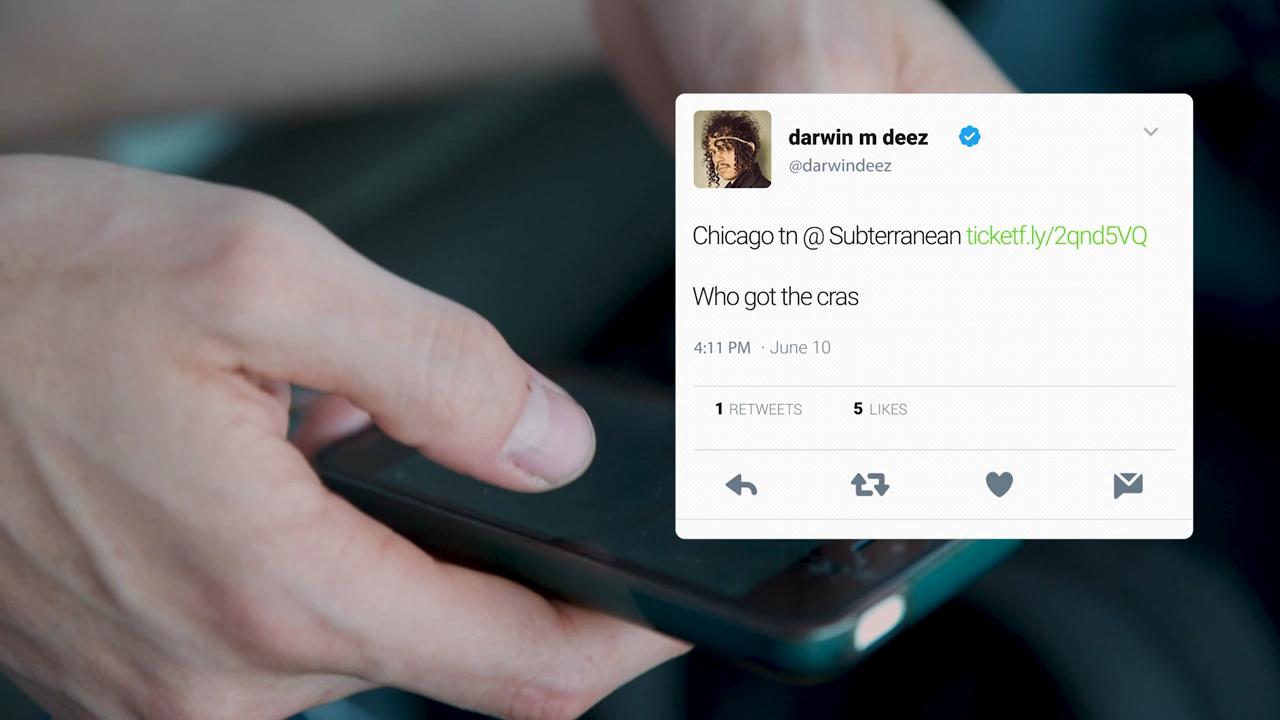 darwin m deez
@darwindeez
Chicago tn @ Subterranean ticketf.ly/2qnd5VQ
Who got the cras
4:11 PM · June 10
1 RETWEETS 5 LIKES